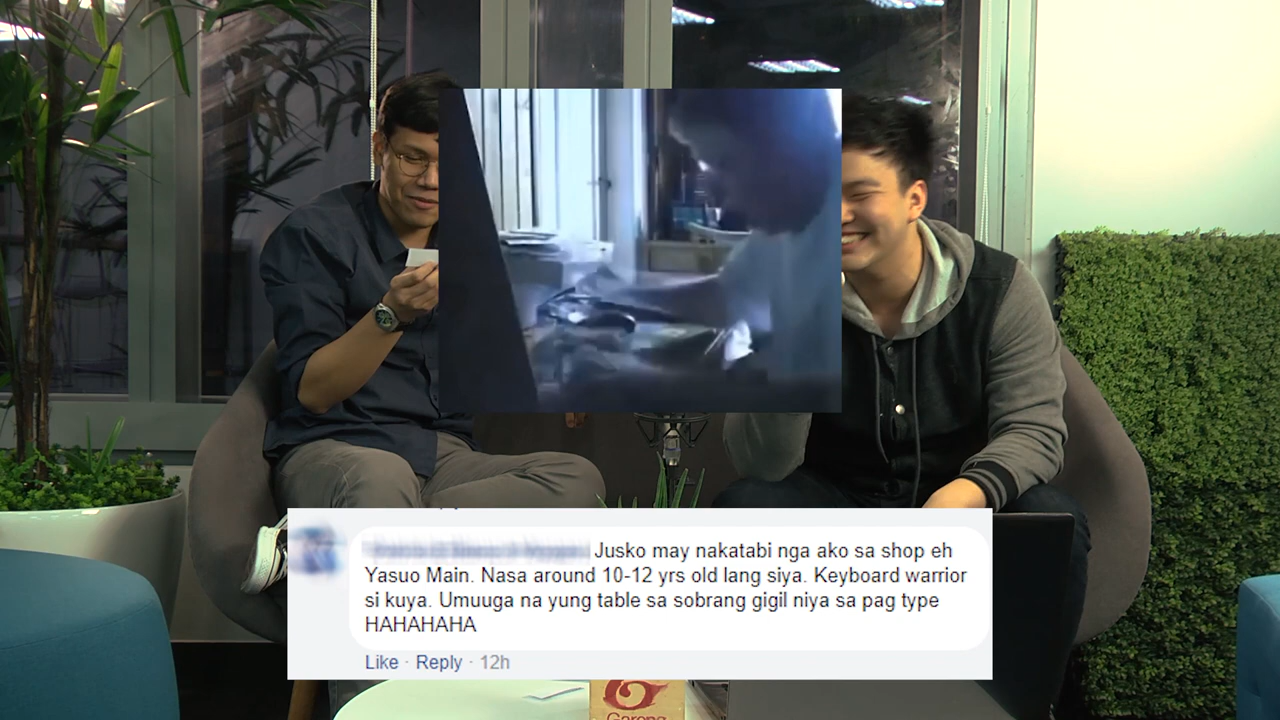 Jusko may nakatabi nga ako sa shop eh
Yasuo Main. Nasa around 10-12 yrs old lang siya. Keyboard warrior
si kuya. Umuuga na yung table sa sobrang gigil niya sa pag type
HAHAHAHA
Like · Reply · 12h
Garena